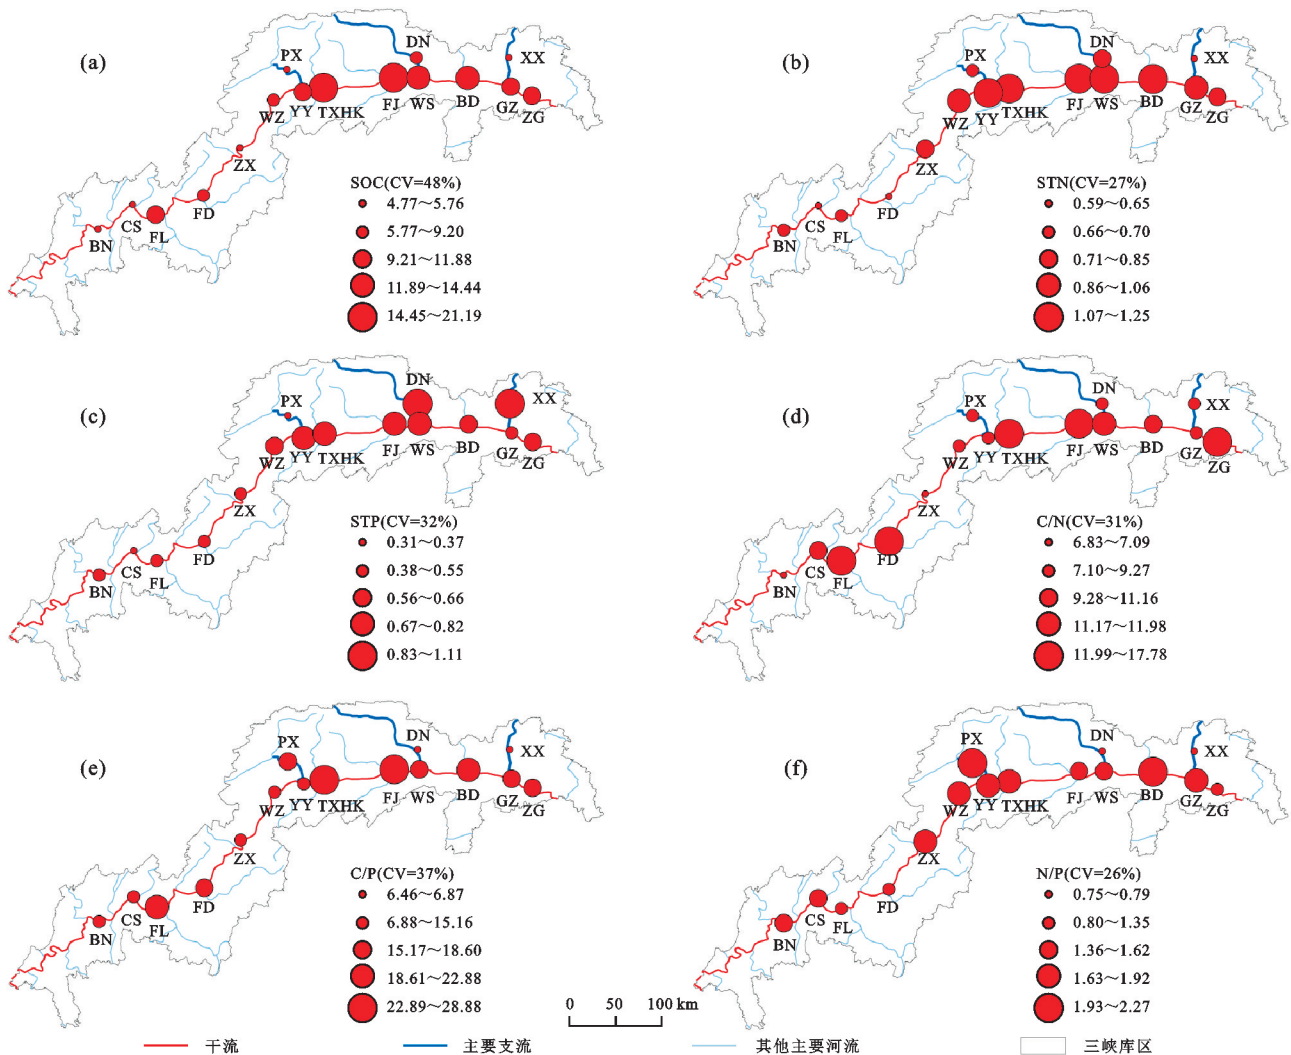 (a)
PX
DN
XX
WZ
YY
TXHK
FJ
WS
BD
GZ
ZG
ZX
FD
CS
FL
BN
SOC(CV=48%)
4.77～5.76
5.77～9.20
9.21～11.88
11.89～14.44
14.45～21.19
(b)
PX
DN
XX
WZ
YY
TXHK
FJ
WS
BD
GZ
ZG
ZX
FD
CS
FL
BN
STN(CV=27%)
0.59～0.65
0.66～0.70
0.71～0.85
0.86～1.06
1.07～1.25
(c)
PX
DN
XX
WZ
YY
TXHK
FJ
WS
BD
GZ
ZG
ZX
FD
CS
FL
BN
STP(CV=32%)
0.31～0.37
0.38～0.55
0.56～0.66
0.67～0.82
0.83～1.11
(d)
PX
DN
XX
WZ
YY
TXHK
FJ
WS
BD
GZ
ZG
ZX
FD
CS
FL
BN
C/N(CV=31%)
6.83～7.09
7.10～9.27
9.28～11.16
11.17～11.98
11.99～17.78
(e)
PX
DN
XX
WZ
YY
TXHK
FJ
WS
BD
GZ
ZG
ZX
FD
CS
FL
BN
C/P(CV=37%)
6.46～6.87
6.88～15.16
15.17～18.60
18.61～22.88
22.89～28.88
(f)
PX
DN
XX
WZ
YY
TXHK
FJ
WS
BD
GZ
ZG
ZX
FD
CS
FL
BN
N/P(CV=26%)
0.75～0.79
0.80～1.35
1.36～1.62
1.63～1.92
1.93～2.27
0 50 100 km
干流 主要支流 其他主要河流 三峡库区